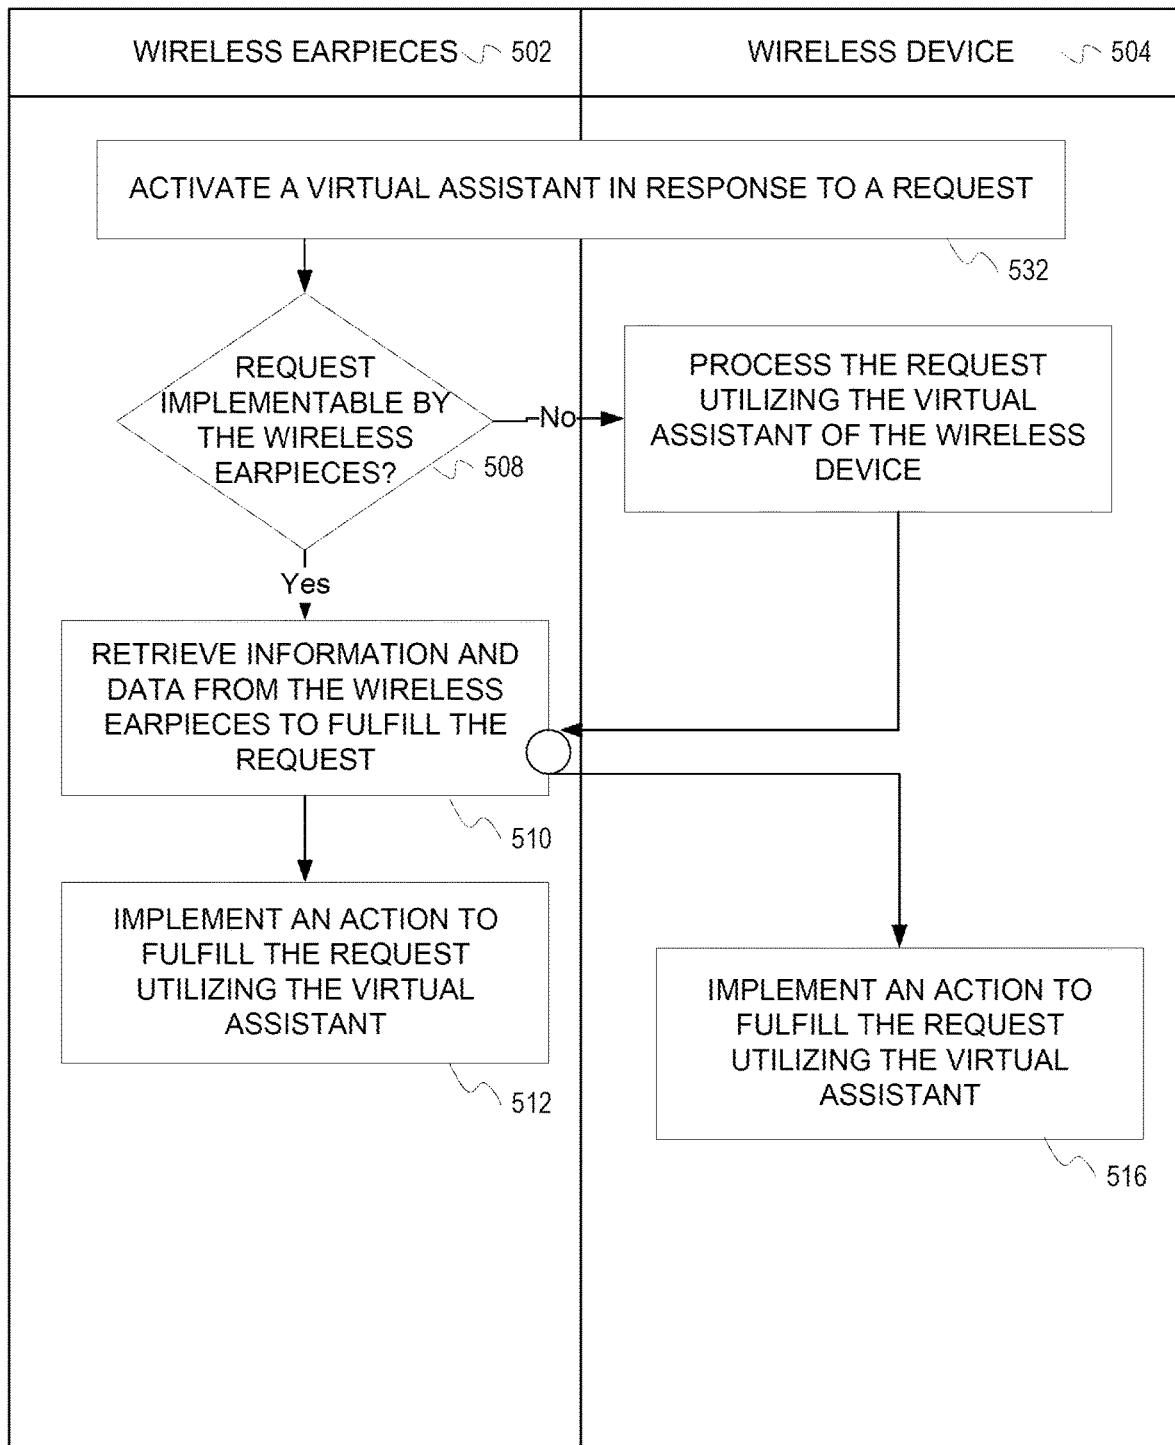 WIRELESS EARPIECES 502
WIRELESS DEVICE 504
ACTIVATE A VIRTUAL ASSISTANT IN RESPONSE TO A REQUEST
532
REQUEST
IMPLEMENTABLE BY
THE WIRELESS
EARPIECES?
508
No
PROCESS THE REQUEST
UTILIZING THE VIRTUAL
ASSISTANT OF THE WIRELESS
DEVICE
Yes
RETRIEVE INFORMATION AND
DATA FROM THE WIRELESS
EARPIECES TO FULFILL THE
REQUEST
510
IMPLEMENT AN ACTION TO
FULFILL THE REQUEST
UTILIZING THE VIRTUAL
ASSISTANT
512
IMPLEMENT AN ACTION TO
FULFILL THE REQUEST
UTILIZING THE VIRTUAL
ASSISTANT
516